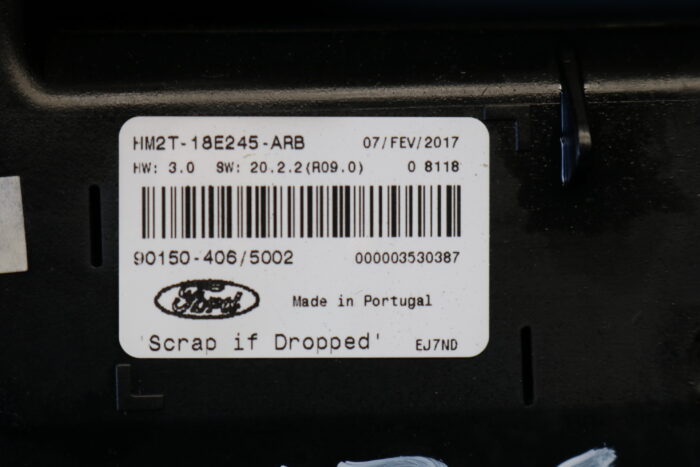 HM2T-18E245-ARB 07/FEV/2017
HW: 3.0 SW: 20.2.2(R09.0) 0 8118
90150-406/5002 000003530387
Ford Made in Portugal
'Scrap if Dropped' EJ7ND